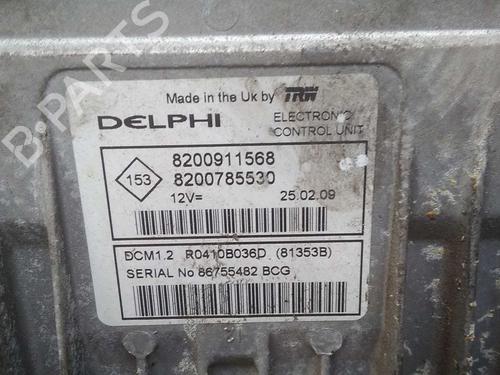 B-PARTS
Made in the Uk by TRW
DELPHI
ELECTRONIC
CONTROL UNIT
153
8200911568
8200785530
12V= 25.02.09
DCM1.2 R0410B036D (81353B)
SERIAL No 86755482 BCG